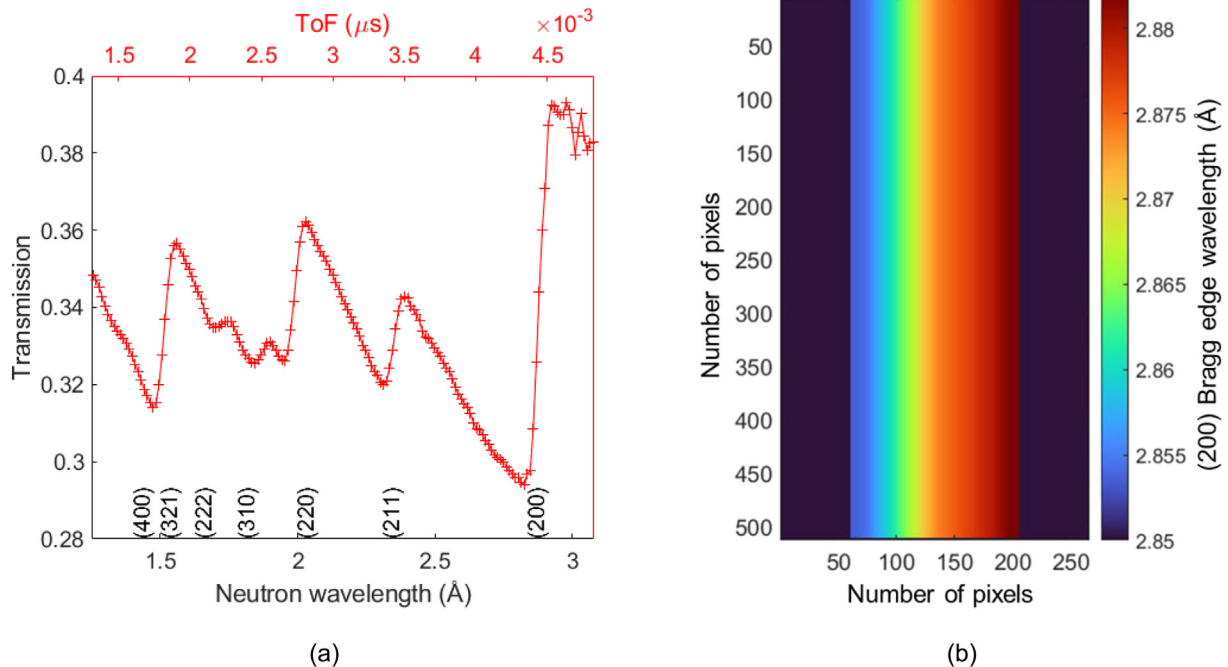 ToF (μs)
×10⁻³
1.5 2 2.5 3 3.5 4 4.5
0.4
0.38
0.36
0.34
0.32
0.3
0.28
Transmission
(400) (321) (222) (310) (220) (211) (200)
1.5 2 2.5 3
Neutron wavelength (Å)
(a)
50
100
150
200
250
300
350
400
450
500
Number of pixels
50 100 150 200 250
Number of pixels
2.88
2.875
2.87
2.865
2.86
2.855
2.85
(200) Bragg edge wavelength (Å)
(b)